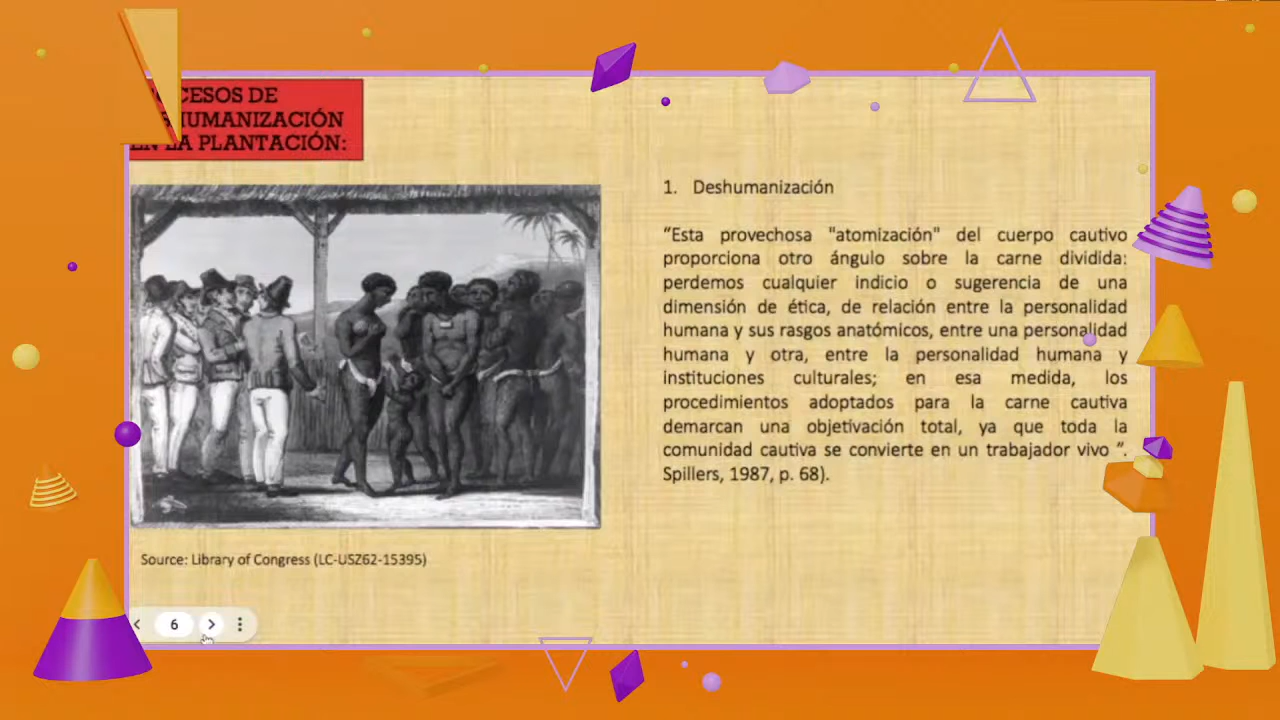 CESOS DE
HUMANIZACIÓN
EN LA PLANTACIÓN:
1. Deshumanización
“Esta provechosa "atomización" del cuerpo cautivo
proporciona otro ángulo sobre la carne dividida:
perdemos cualquier indicio o sugerencia de una
dimensión de ética, de relación entre la personalidad
humana y sus rasgos anatómicos, entre una personalidad
humana y otra, entre la personalidad humana y
instituciones culturales; en esa medida, los
procedimientos adoptados para la carne cautiva
demarcan una objetivación total, ya que toda la
comunidad cautiva se convierte en un trabajador vivo ”.
Spillers, 1987, p. 68).
Source: Library of Congress (LC-USZ62-15395)
6